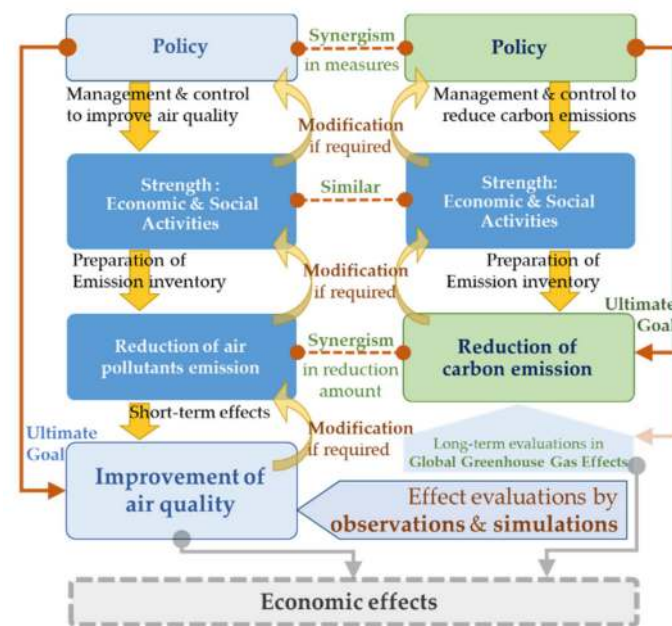 Policy
Synergism
in measures
Policy
Management & control
to improve air quality
Management & control to
reduce carbon emissions
Modification
if required
Strength :
Economic & Social
Activities
Similar
Strength:
Economic & Social
Activities
Preparation of
Emission inventory
Modification
if required
Preparation of
Emission inventory
Ultimate
Goal
Reduction of air
pollutants emission
Synergism
in reduction
amount
Reduction of
carbon emission
Short-term effects
Modification
if required
Ultimate
Goal
Improvement of
air quality
Long-term evaluations in
Global Greenhouse Gas Effects
Effect evaluations by
observations & simulations
Economic effects